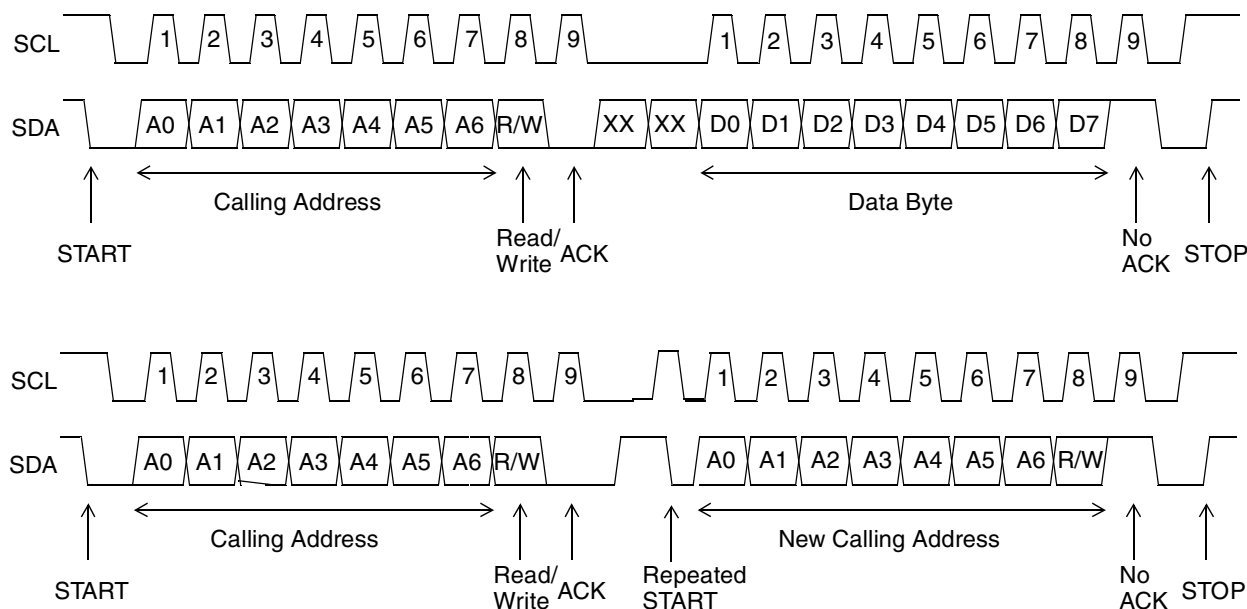 SCL 1 2 3 4 5 6 7 8 9 1 2 3 4 5 6 7 8 9
SDA A0 A1 A2 A3 A4 A5 A6 R/W XX XX D0 D1 D2 D3 D4 D5 D6 D7
Calling Address Data Byte
START Read/ ACK No STOP
Write ACK
SCL 1 2 3 4 5 6 7 8 9 1 2 3 4 5 6 7 8 9
SDA A0 A1 A2 A3 A4 A5 A6 R/W A0 A1 A2 A3 A4 A5 A6 R/W
Calling Address New Calling Address
START Read/ ACK Repeated No STOP
Write START ACK